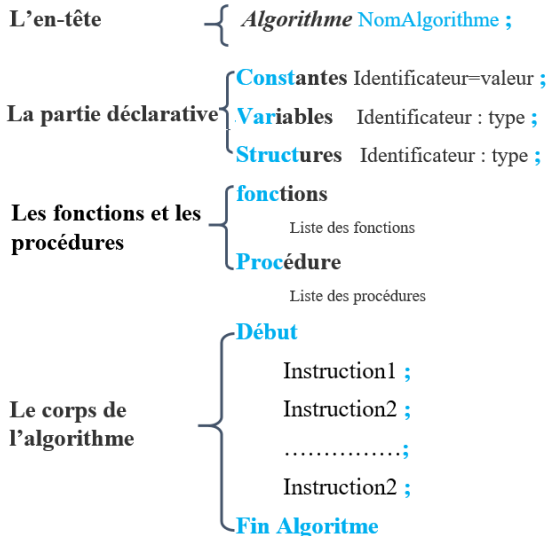 L’en-tête
Algorithme NomAlgorithme ;
La partie déclarative
Constantes Identificateur=valeur ;
Variables Identificateur : type ;
Structures Identificateur : type ;
Les fonctions et les
procédures
fonctions
Liste des fonctions
Procédure
Liste des procédures
Le corps de
l’algorithme
Début
Instruction1 ;
Instruction2 ;
……………;
Instruction2 ;
Fin Algoritme